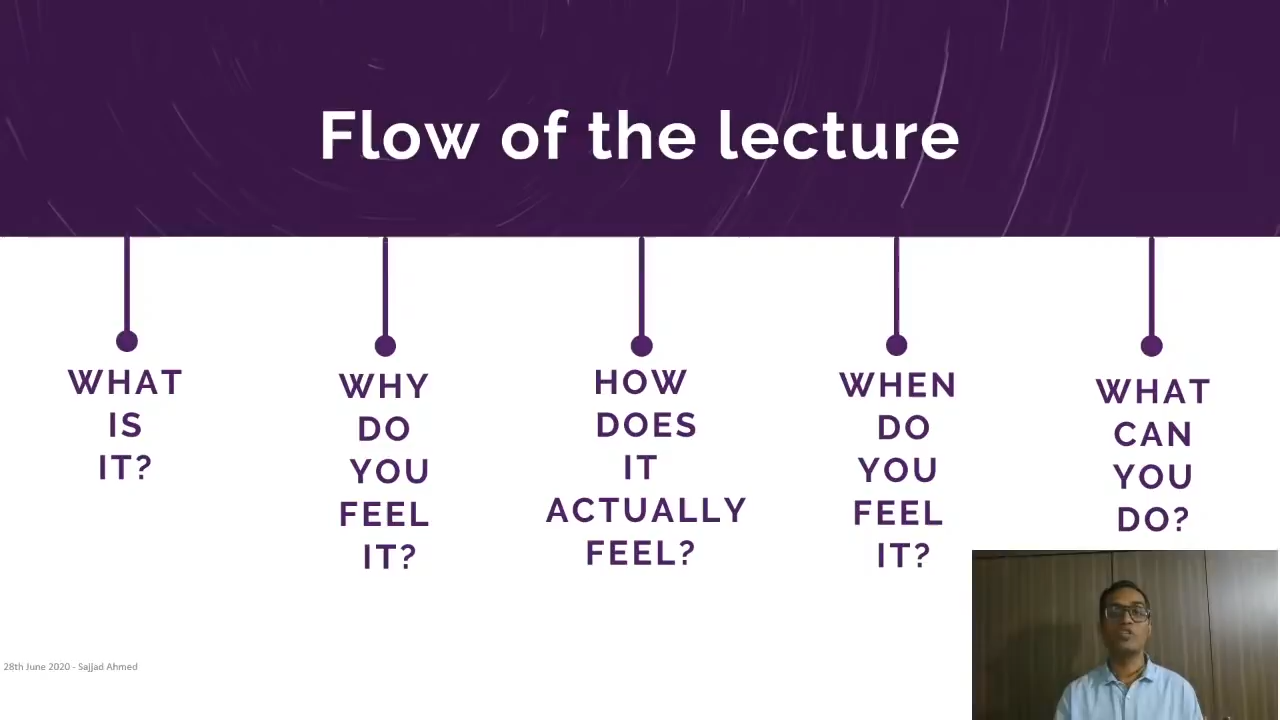 Flow of the lecture
WHAT
IS
IT?
WHY
DO
YOU
FEEL
IT?
HOW
DOES
IT
ACTUALLY
FEEL?
WHEN
DO
YOU
FEEL
IT?
WHAT
CAN
YOU
DO?
28th June 2020 - Sajjad Ahmed